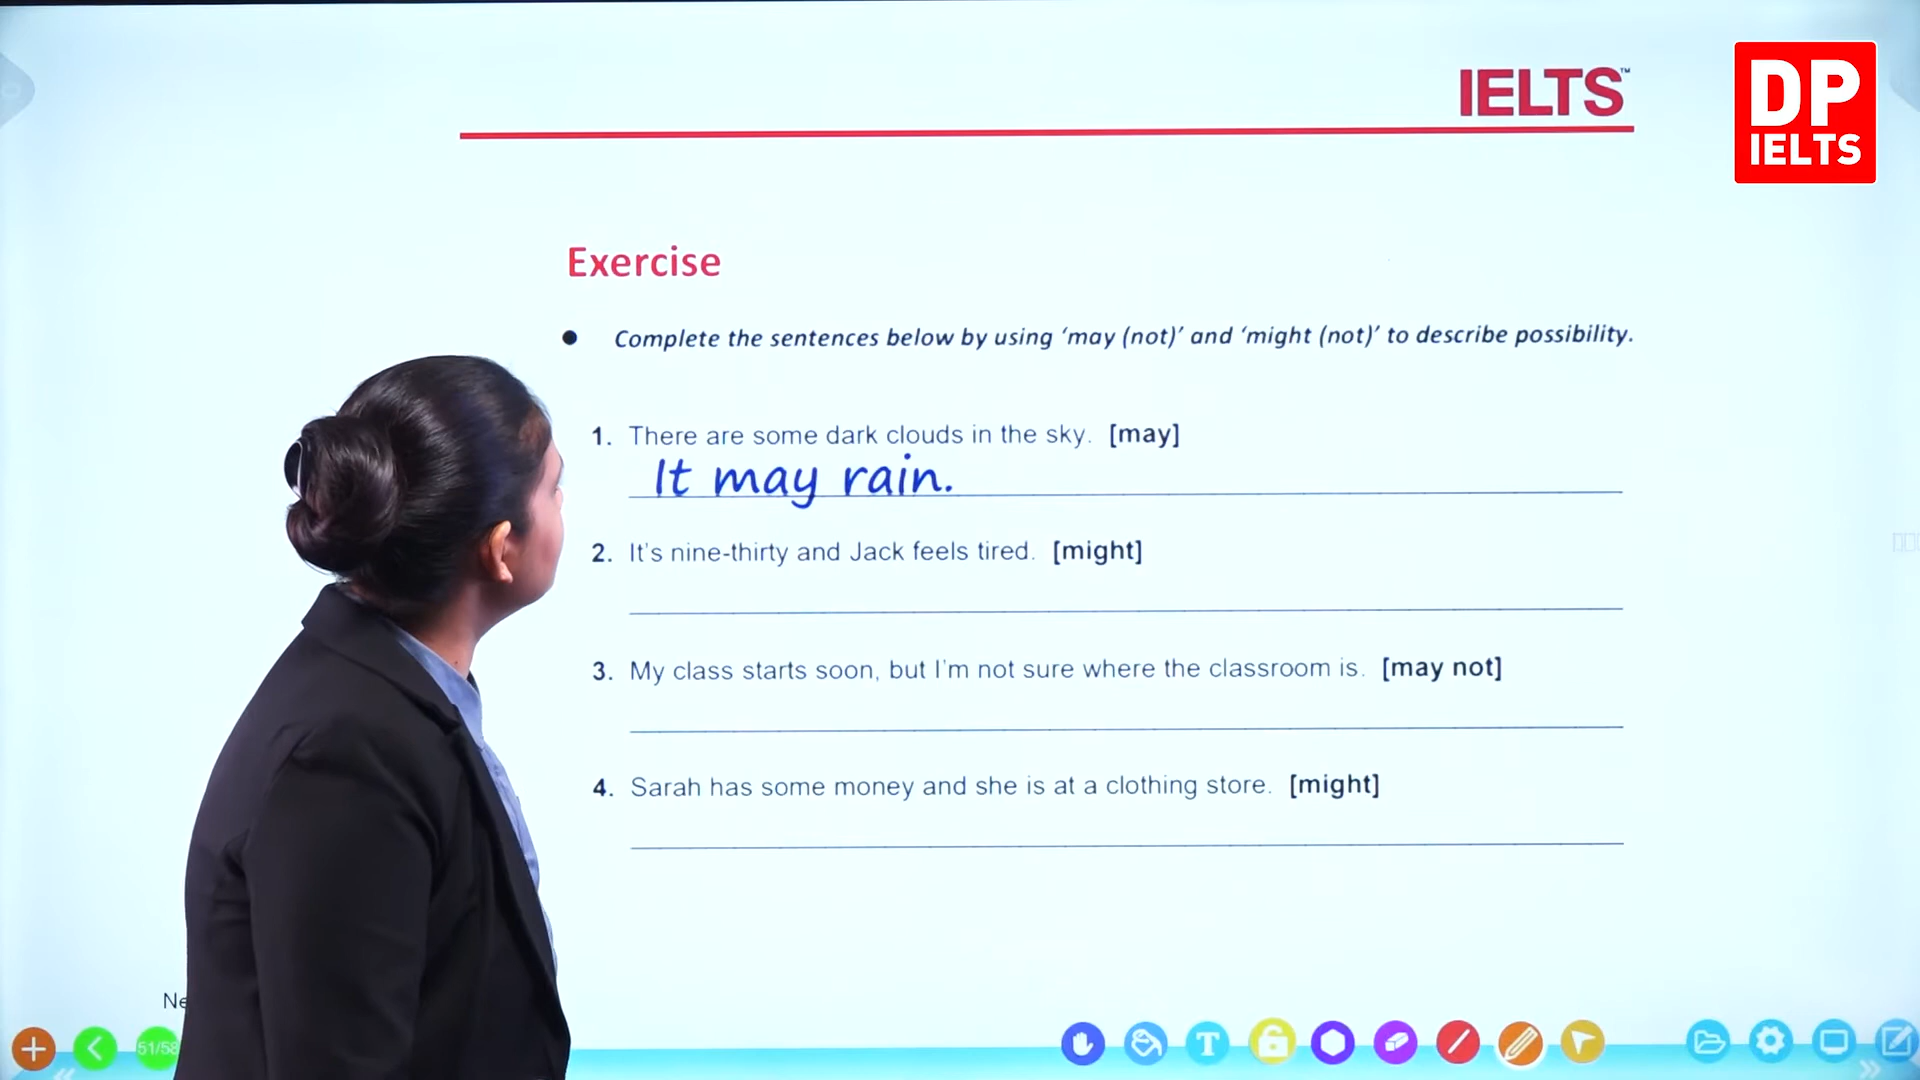 IELTS™
DP
IELTS
Exercise
● Complete the sentences below by using ‘may (not)’ and ‘might (not)’ to describe possibility.
1. There are some dark clouds in the sky. [may]
It may rain.
2. It’s nine-thirty and Jack feels tired. [might]
3. My class starts soon, but I’m not sure where the classroom is. [may not]
4. Sarah has some money and she is at a clothing store. [might]
51/58
T